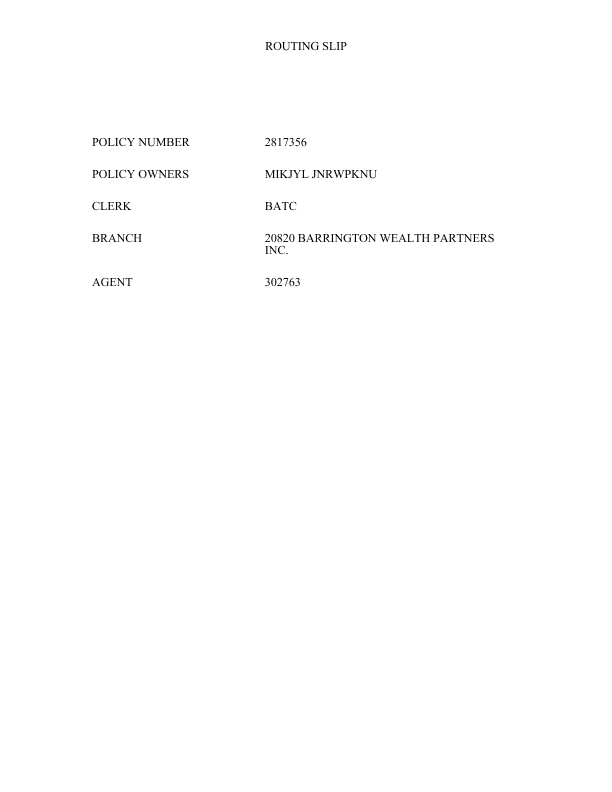 ROUTING SLIP
POLICY NUMBER 2817356
POLICY OWNERS MIKJYL JNRWPKNU
CLERK BATC
BRANCH 20820 BARRINGTON WEALTH PARTNERS
INC.
AGENT 302763